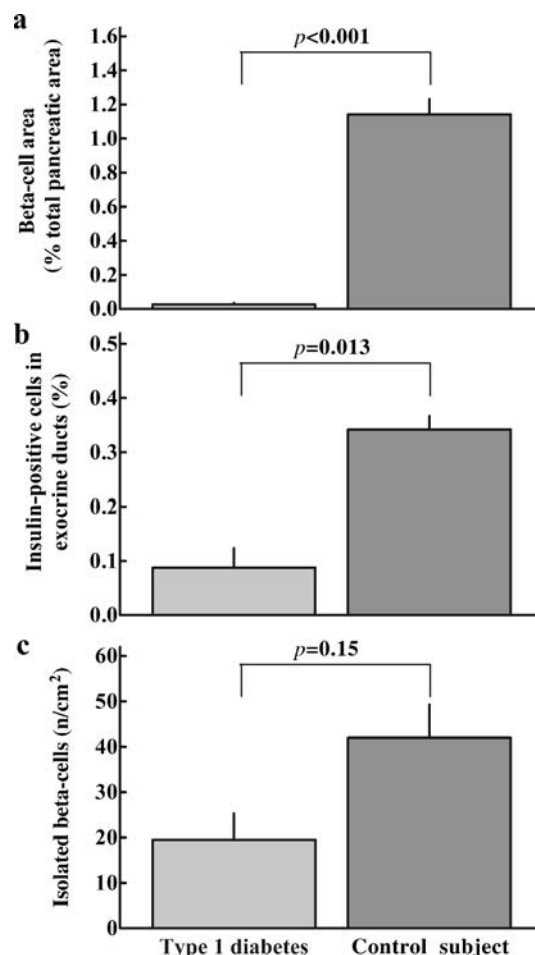 a
Beta-cell area
(% total pancreatic area)
1.6
1.4
1.2
1.0
0.8
0.6
0.4
0.2
0.0
p<0.001
b
Insulin-positive cells in
exocrine ducts (%)
0.5
0.4
0.3
0.2
0.1
0.0
p=0.013
c
Isolated beta-cells (n/cm²)
60
50
40
30
20
10
0
p=0.15
Type 1 diabetes Control subject